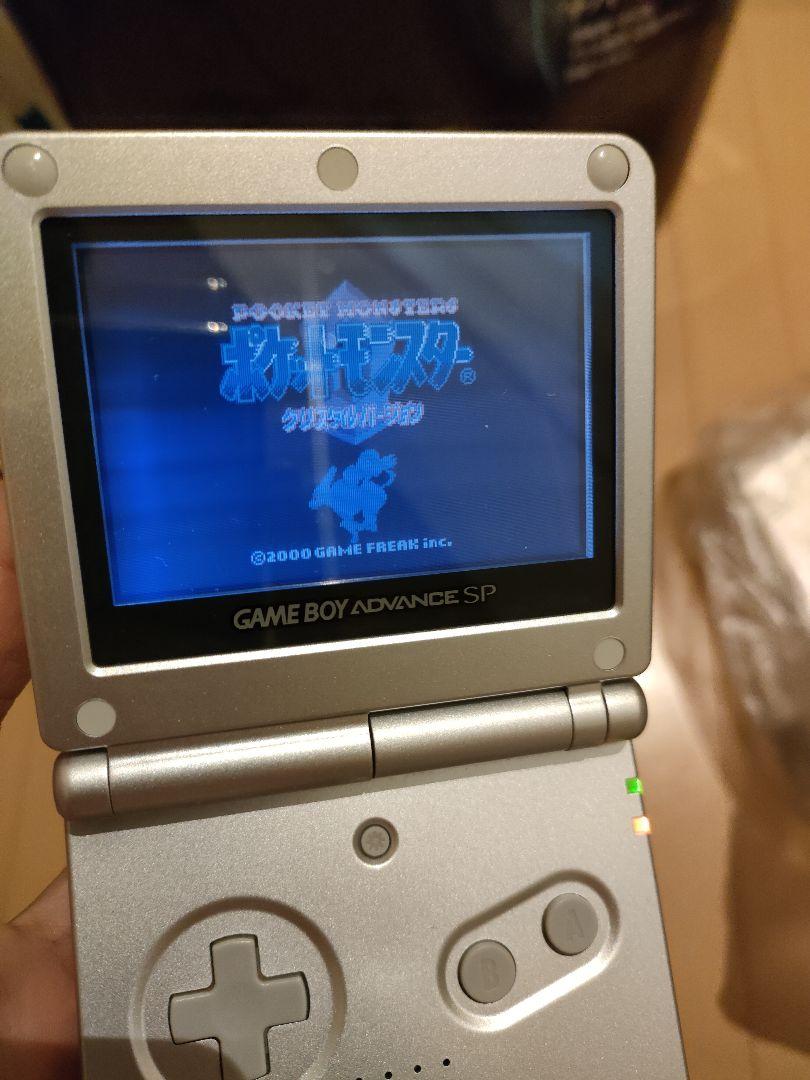 POCKET MONSTERS
ポケットモンスター®
クリスタルバージョン
©2000 GAME FREAK inc.
GAME BOY ADVANCE SP
A
B